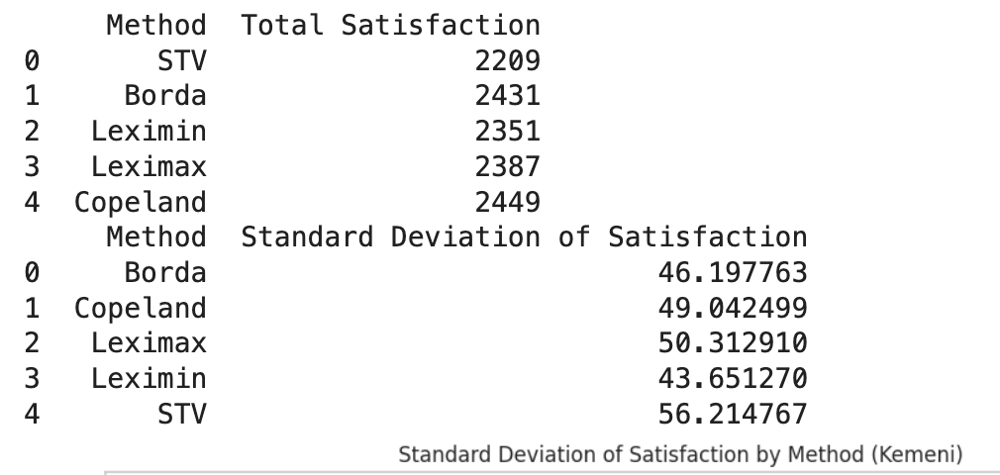 Method Total Satisfaction
0 STV 2209
1 Borda 2431
2 Leximin 2351
3 Leximax 2387
4 Copeland 2449
Method Standard Deviation of Satisfaction
0 Borda 46.197763
1 Copeland 49.042499
2 Leximax 50.312910
3 Leximin 43.651270
4 STV 56.214767
Standard Deviation of Satisfaction by Method (Kemeni)